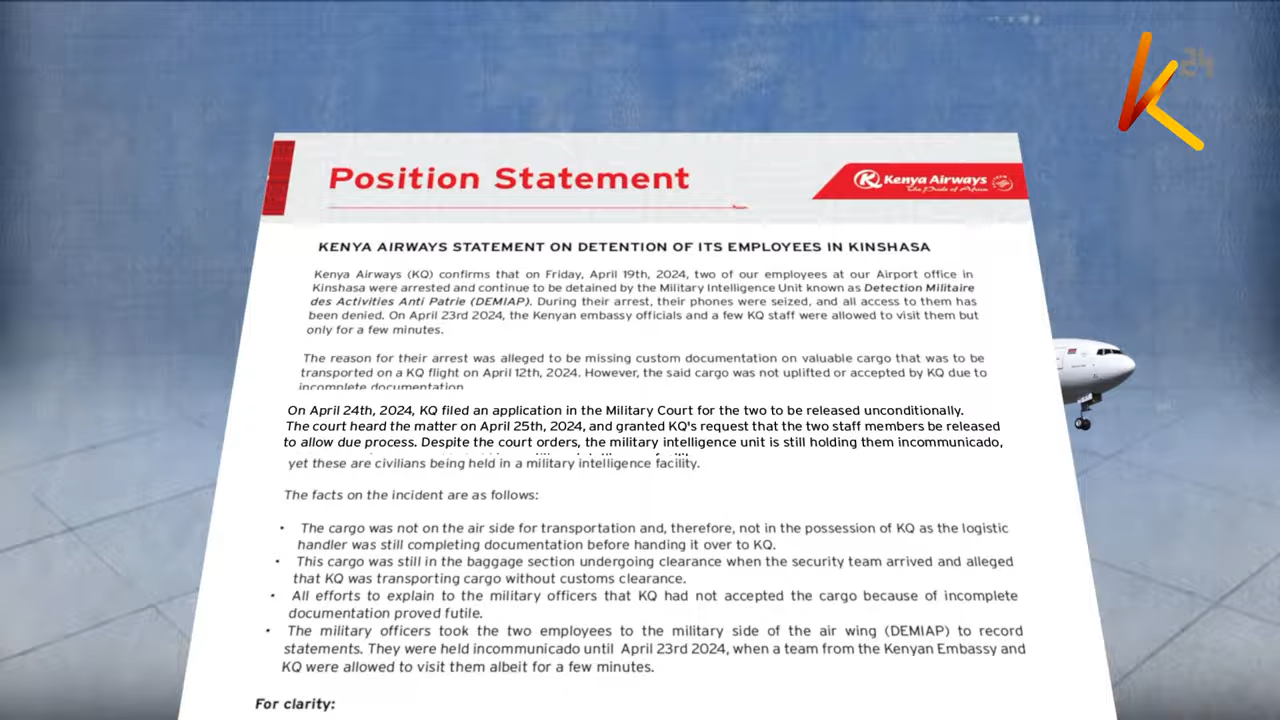 24
Position Statement
Kenya Airways
The Pride of Africa
KENYA AIRWAYS STATEMENT ON DETENTION OF ITS EMPLOYEES IN KINSHASA
Kenya Airways (KQ) confirms that on Friday, April 19th, 2024, two of our employees at our Airport office in
Kinshasa were arrested and continue to be detained by the Military Intelligence Unit known as Detection Militaire
des Activities Anti Patrie (DEMIAP). During their arrest, their phones were seized, and all access to them has
been denied. On April 23rd 2024, the Kenyan embassy officials and a few KQ staff were allowed to visit them but
only for a few minutes.
The reason for their arrest was alleged to be missing custom documentation on valuable cargo that was to be
transported on a KQ flight on April 12th, 2024. However, the said cargo was not uplifted or accepted by KQ due to
incomplete documentation
On April 24th, 2024, KQ filed an application in the Military Court for the two to be released unconditionally.
The court heard the matter on April 25th, 2024, and granted KQ's request that the two staff members be released
to allow due process. Despite the court orders, the military intelligence unit is still holding them incommunicado,
yet these are civilians being held in a military intelligence facility.
The facts on the incident are as follows:
• The cargo was not on the air side for transportation and, therefore, not in the possession of KQ as the logistic
handler was still completing documentation before handing it over to KQ.
• This cargo was still in the baggage section undergoing clearance when the security team arrived and alleged
that KQ was transporting cargo without customs clearance.
• All efforts to explain to the military officers that KQ had not accepted the cargo because of incomplete
documentation proved futile.
• The military officers took the two employees to the military side of the air wing (DEMIAP) to record
statements. They were held incommunicado until April 23rd 2024, when a team from the Kenyan Embassy and
KQ were allowed to visit them albeit for a few minutes.
For clarity: